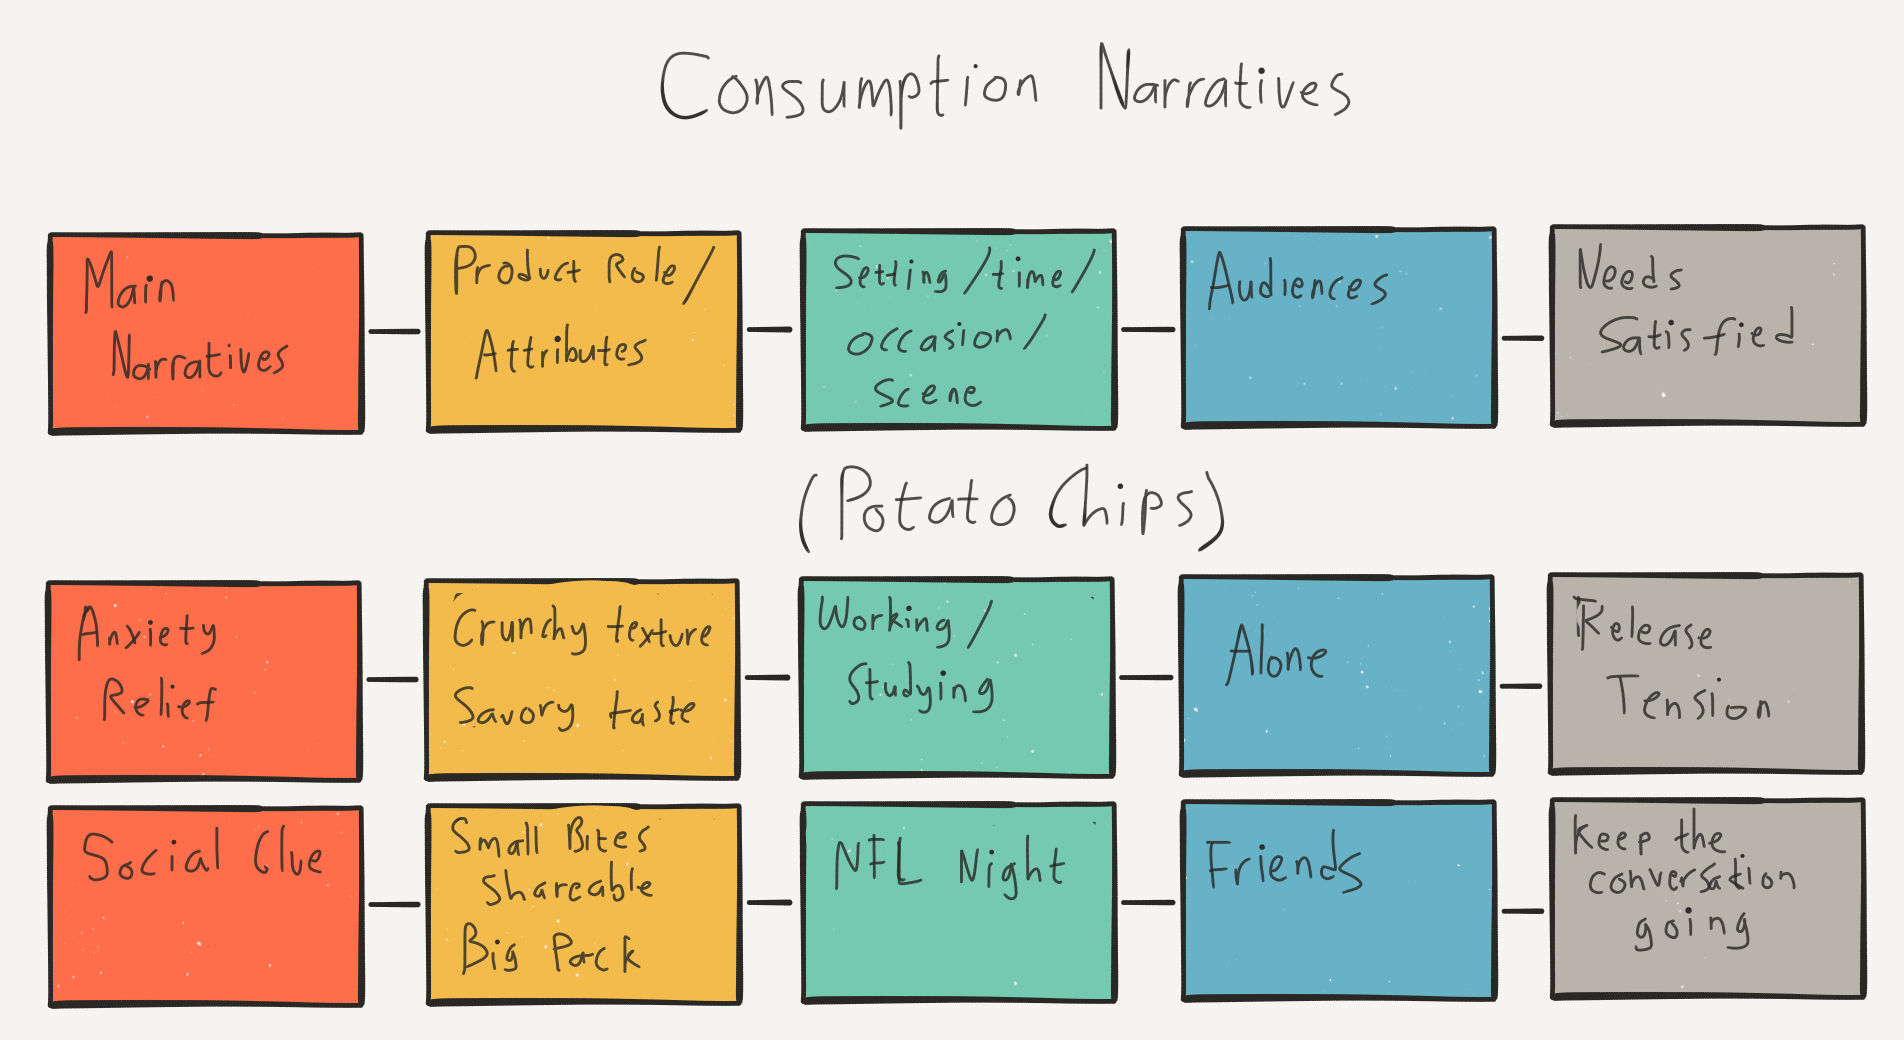 Consumption Narratives
Main
Narratives
Product Role /
Attributes
Setting / time /
occasion /
scene
Audiences
Needs
Satisfied
(Potato Chips)
Anxiety
Relief
Crunchy texture
Savory taste
Working /
Studying
Alone
Release
Tension
Social Clue
Small Bites
Shareable
Big Pack
NFL Night
Friends
Keep the
conversation
going